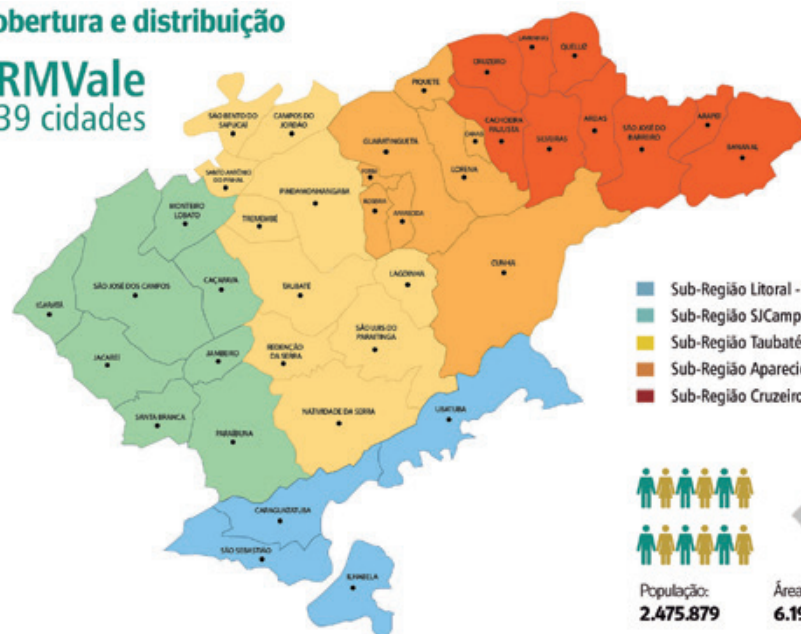 obertura e distribuição
RMVale
39 cidades
PIQUETE
CRUZEIRO
LAVRINHAS
QUELUZ
SÃO BENTO DO
SAPUCAÍ
CAMPOS DO
JORDÃO
GUARATINGUETÁ
CANAS
CACHOEIRA
PAULISTA
SILVEIRAS
AREIAS
SÃO JOSÉ DO
BARREIRO
ARAPEÍ
BANANAL
SANTO ANTÔNIO
DO PINHAL
PINDAMONHANGABA
POTIM
LORENA
ROSEIRA
APARECIDA
MONTEIRO
LOBATO
TREMEMBÉ
CUNHA
LAGOINHA
SÃO JOSÉ DOS CAMPOS
CAÇAPAVA
TAUBATÉ
IGARATÁ
SÃO LUIS DO
PARAITINGA
REDENÇÃO
DA SERRA
JACAREÍ
JAMBEIRO
SANTA BRANCA
NATIVIDADE DA SERRA
UBATUBA
PARAIBUNA
CARAGUATATUBA
SÃO SEBASTIÃO
ILHABELA
Sub-Região Litoral -
Sub-Região SJCamp
Sub-Região Taubaté
Sub-Região Apareci
Sub-Região Cruzeiro
População:
2.475.879
Área
6.19